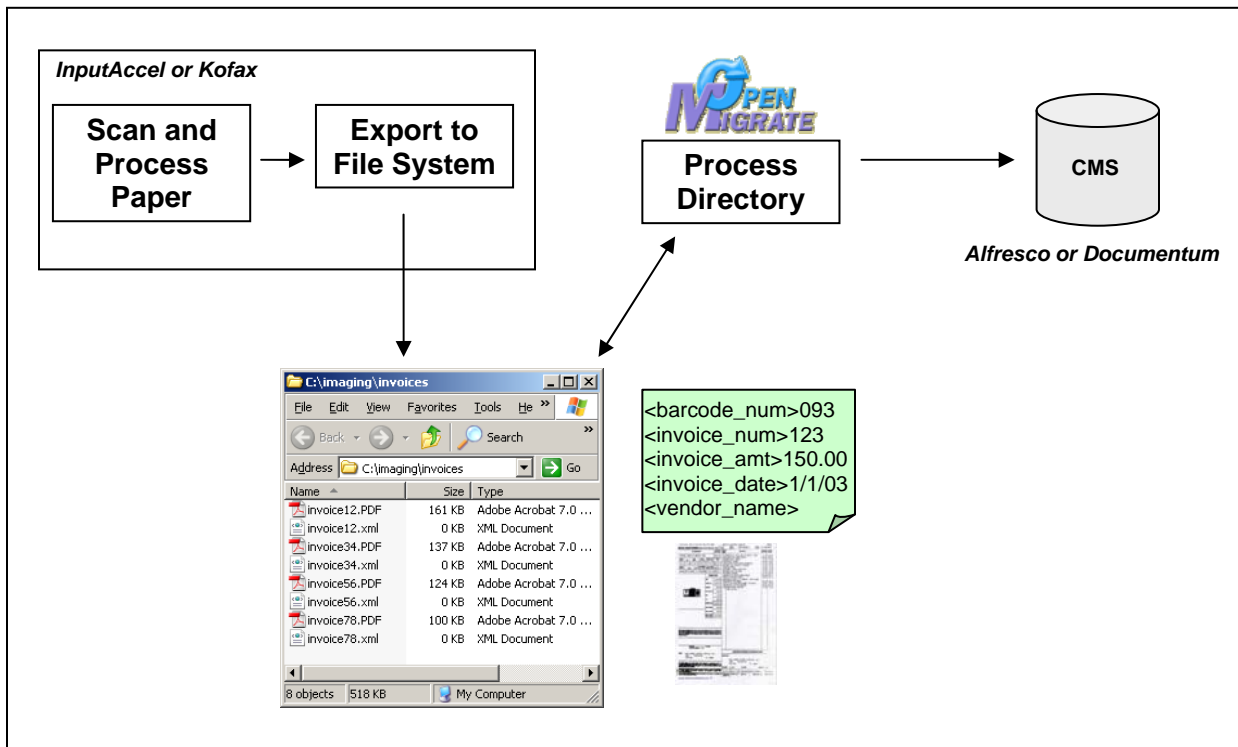 InputAccel or Kofax
Scan and
Process
Paper
Export to
File System
OPEN
MIGRATE
Process
Directory
CMS
Alfresco or Documentum
C:\imaging\invoices
File Edit View Favorites Tools He »
Back Search »
Address C:\imaging\invoices Go
Name Size Type
invoice12.PDF 161 KB Adobe Acrobat 7.0 ...
invoice12.xml 0 KB XML Document
invoice34.PDF 137 KB Adobe Acrobat 7.0 ...
invoice34.xml 0 KB XML Document
invoice56.PDF 124 KB Adobe Acrobat 7.0 ...
invoice56.xml 0 KB XML Document
invoice78.PDF 100 KB Adobe Acrobat 7.0 ...
invoice78.xml 0 KB XML Document
8 objects 518 KB My Computer
<barcode_num>093
<invoice_num>123
<invoice_amt>150.00
<invoice_date>1/1/03
<vendor_name>